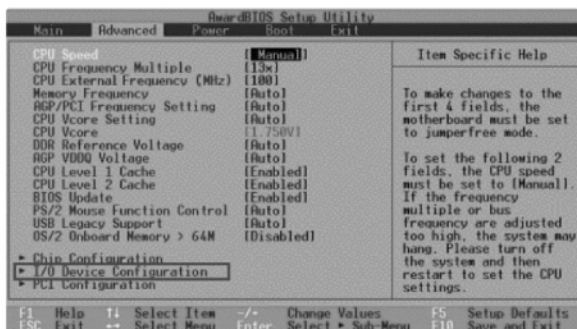 AwardBIOS Setup Utility
Main Advanced Power Boot Exit
CPU Speed [ Manual]
CPU Frequency Multiple [13x]
CPU External Frequency (MHz) [100]
Memory Frequency [Auto]
AGP/PCI Frequency Setting [Auto]
CPU Vcore Setting [Auto]
CPU Vcore [1.750V]
DDR Reference Voltage [Auto]
AGP VDDQ Voltage [Auto]
CPU Level 1 Cache [Enabled]
CPU Level 2 Cache [Enabled]
BIOS Update [Enabled]
PS/2 Mouse Function Control [Auto]
USB Legacy Support [Auto]
OS/2 Onboard Memory > 64M [Disabled]
► Chip Configuration
► I/O Device Configuration
► PCI Configuration
Item Specific Help
To make changes to the
first 4 fields, the
motherboard must be set
to jumperfree mode.
To set the following 2
fields, the CPU speed
must be set to [Manual].
If the frequency
multiple or bus
frequency are adjusted
too high, the system may
hang. Please turn off
the system and then
restart to set the CPU
settings.
F1 Help ↑↓ Select Item -/+ Change Values F5 Setup Defaults
ESC Exit ←→ Select Menu Enter Select ► Sub-Menu F10 Save and Exit